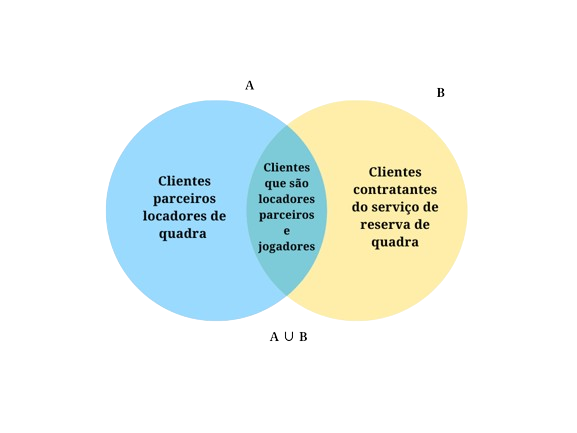 A
B
Clientes
parceiros
locadores de
quadra
Clientes
que são
locadores
parceiros
e
jogadores
Clientes
contratantes
do serviço de
reserva de
quadra
A ∪ B